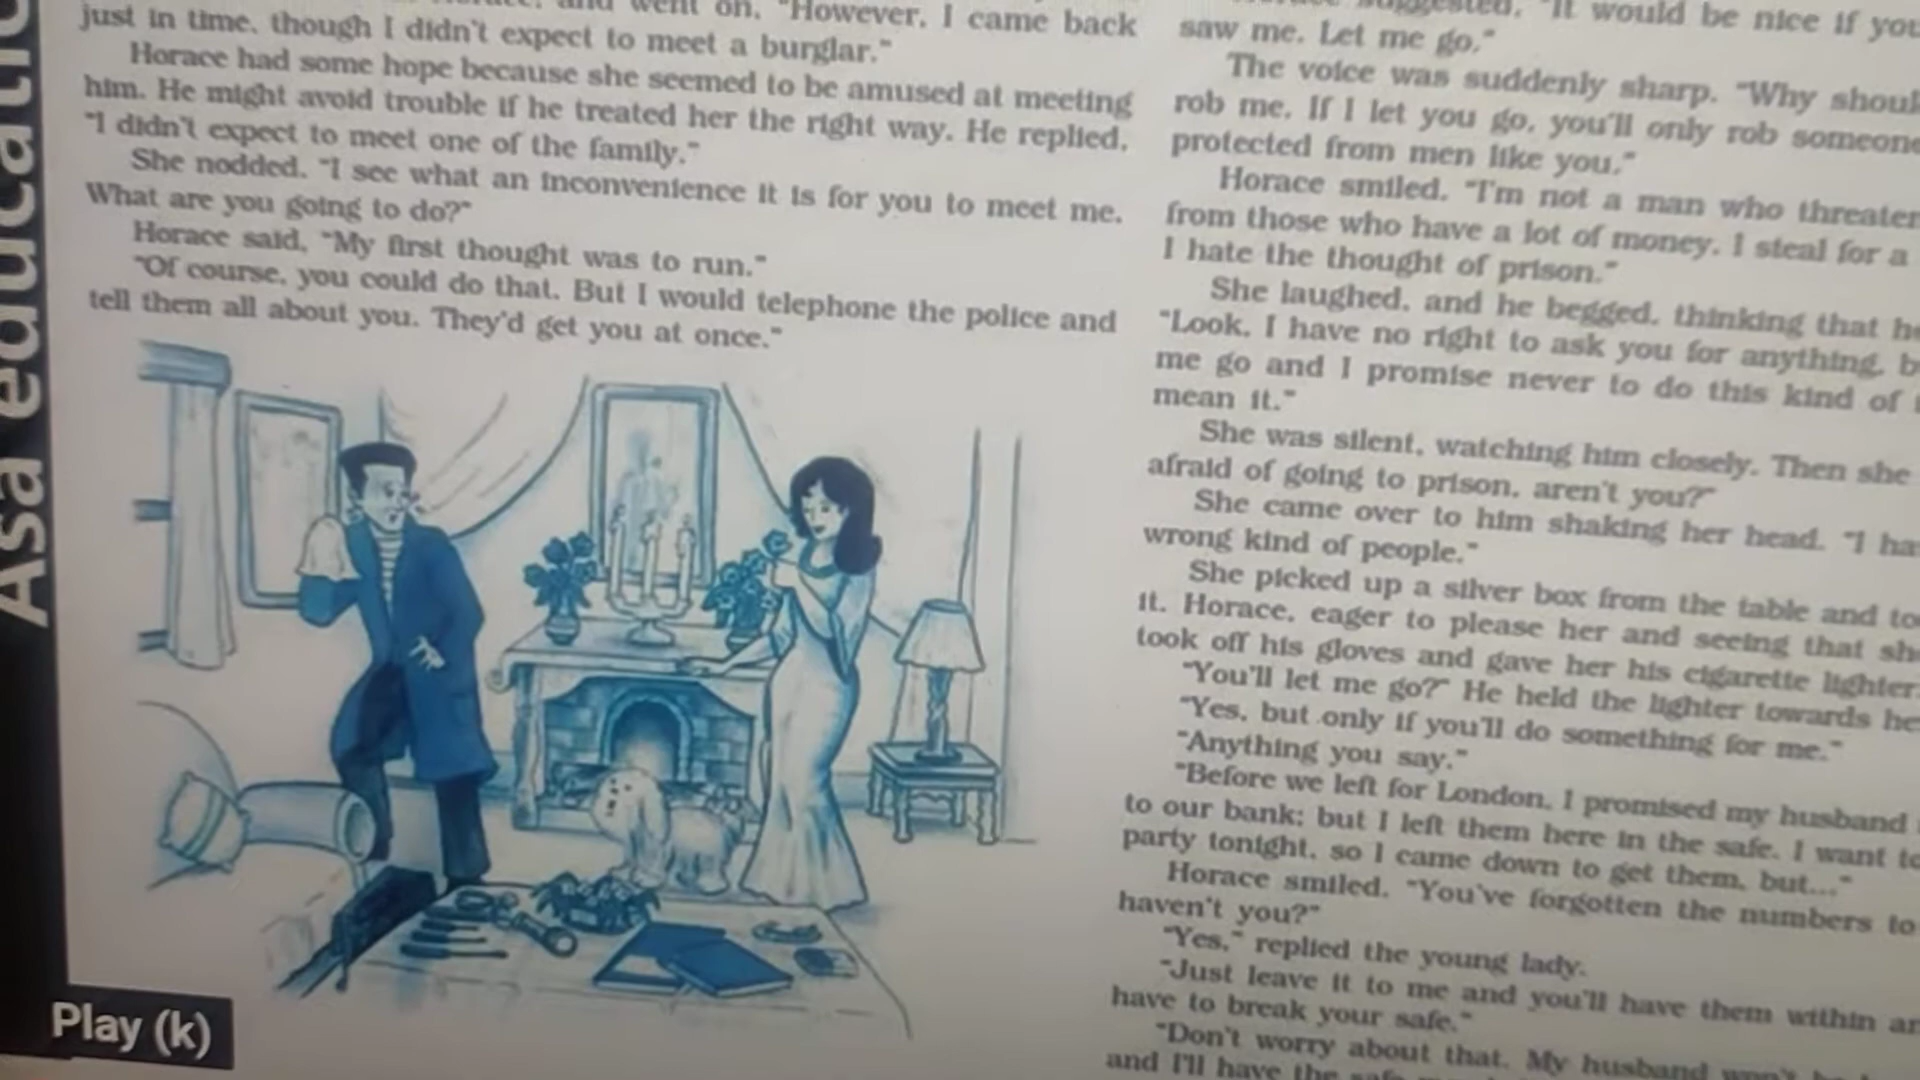 went on, "However, I came back
just in time, though I didn't expect to meet a burglar."
Horace had some hope because she seemed to be amused at meeting
him. He might avoid trouble if he treated her the right way. He replied,
"I didn't expect to meet one of the family."
She nodded. "I see what an inconvenience it is for you to meet me.
What are you going to do?"
Horace said, "My first thought was to run."
"Of course, you could do that. But I would telephone the police and
tell them all about you. They'd get you at once."
suggested, "It would be nice if you
saw me. Let me go."
The voice was suddenly sharp. "Why
rob me. If I let you go, you'll only rob
protected from men like you."
Horace smiled. "I'm not a man who
from those who have a lot of money. I steal for a
I hate the thought of prison."
She laughed, and he begged, thinking that
"Look, I have no right to ask you for anything,
me go and I promise never to do this kind of
mean it."
She was silent, watching him closely. Then she
afraid of going to prison, aren't you?"
She came over to him shaking her head. "I
wrong kind of people."
She picked up a silver box from the table and
it. Horace, eager to please her and seeing that
took off his gloves and gave her his cigarette lighter.
"You'll let me go?" He held the lighter towards
"Yes, but only if you'll do something for me."
"Anything you say."
"Before we left for London, I promised my husband
to our bank; but I left them here in the safe. I want
party tonight, so I came down to get them, but..."
Horace smiled. "You've forgotten the numbers to
haven't you?"
"Yes," replied the young lady.
"Just leave it to me and you'll have them within
have to break your safe."
"Don't worry about that. My husband
and I'll have the
Asa
Play (k)